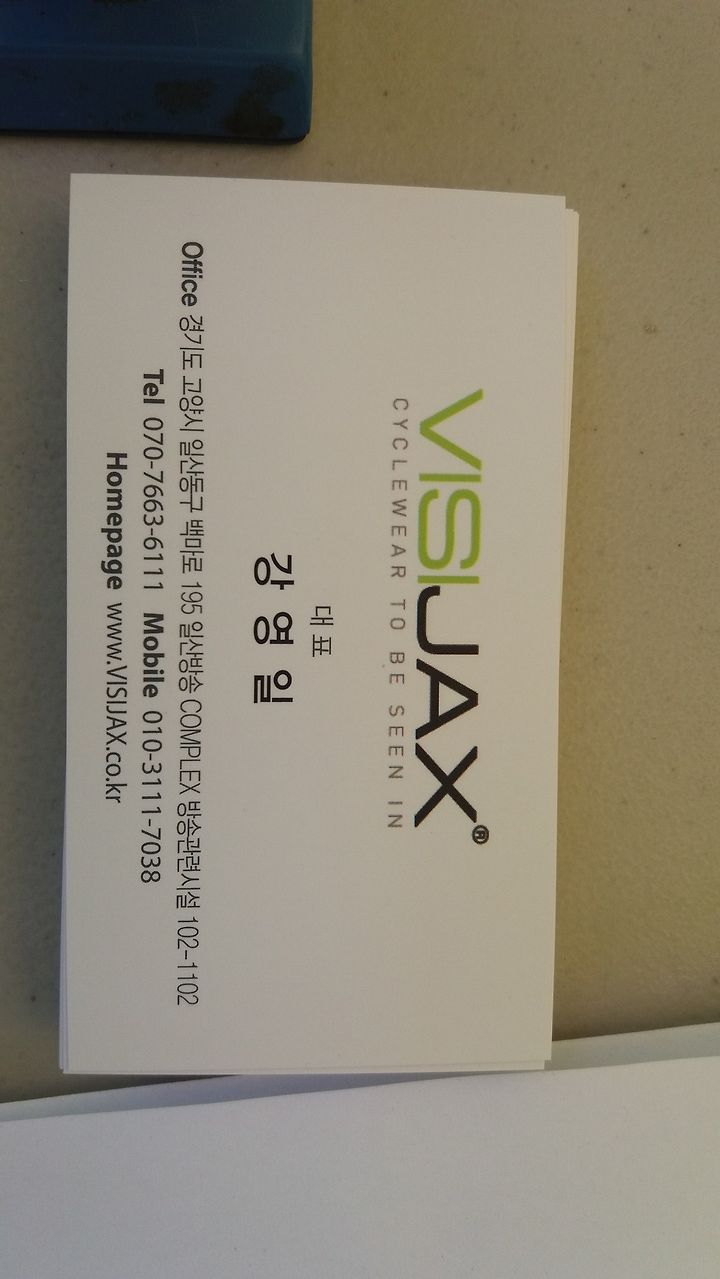 VISIJAX®
CYCLEWEAR TO BE SEEN IN
대표
강영일
Office 경기도 고양시 일산동구 백마로 195 일산방송 COMPLEX 방송관련시설 102-1102
Tel 070-7663-6111 Mobile 010-3111-7038
Homepage www.VISIJAX.co.kr